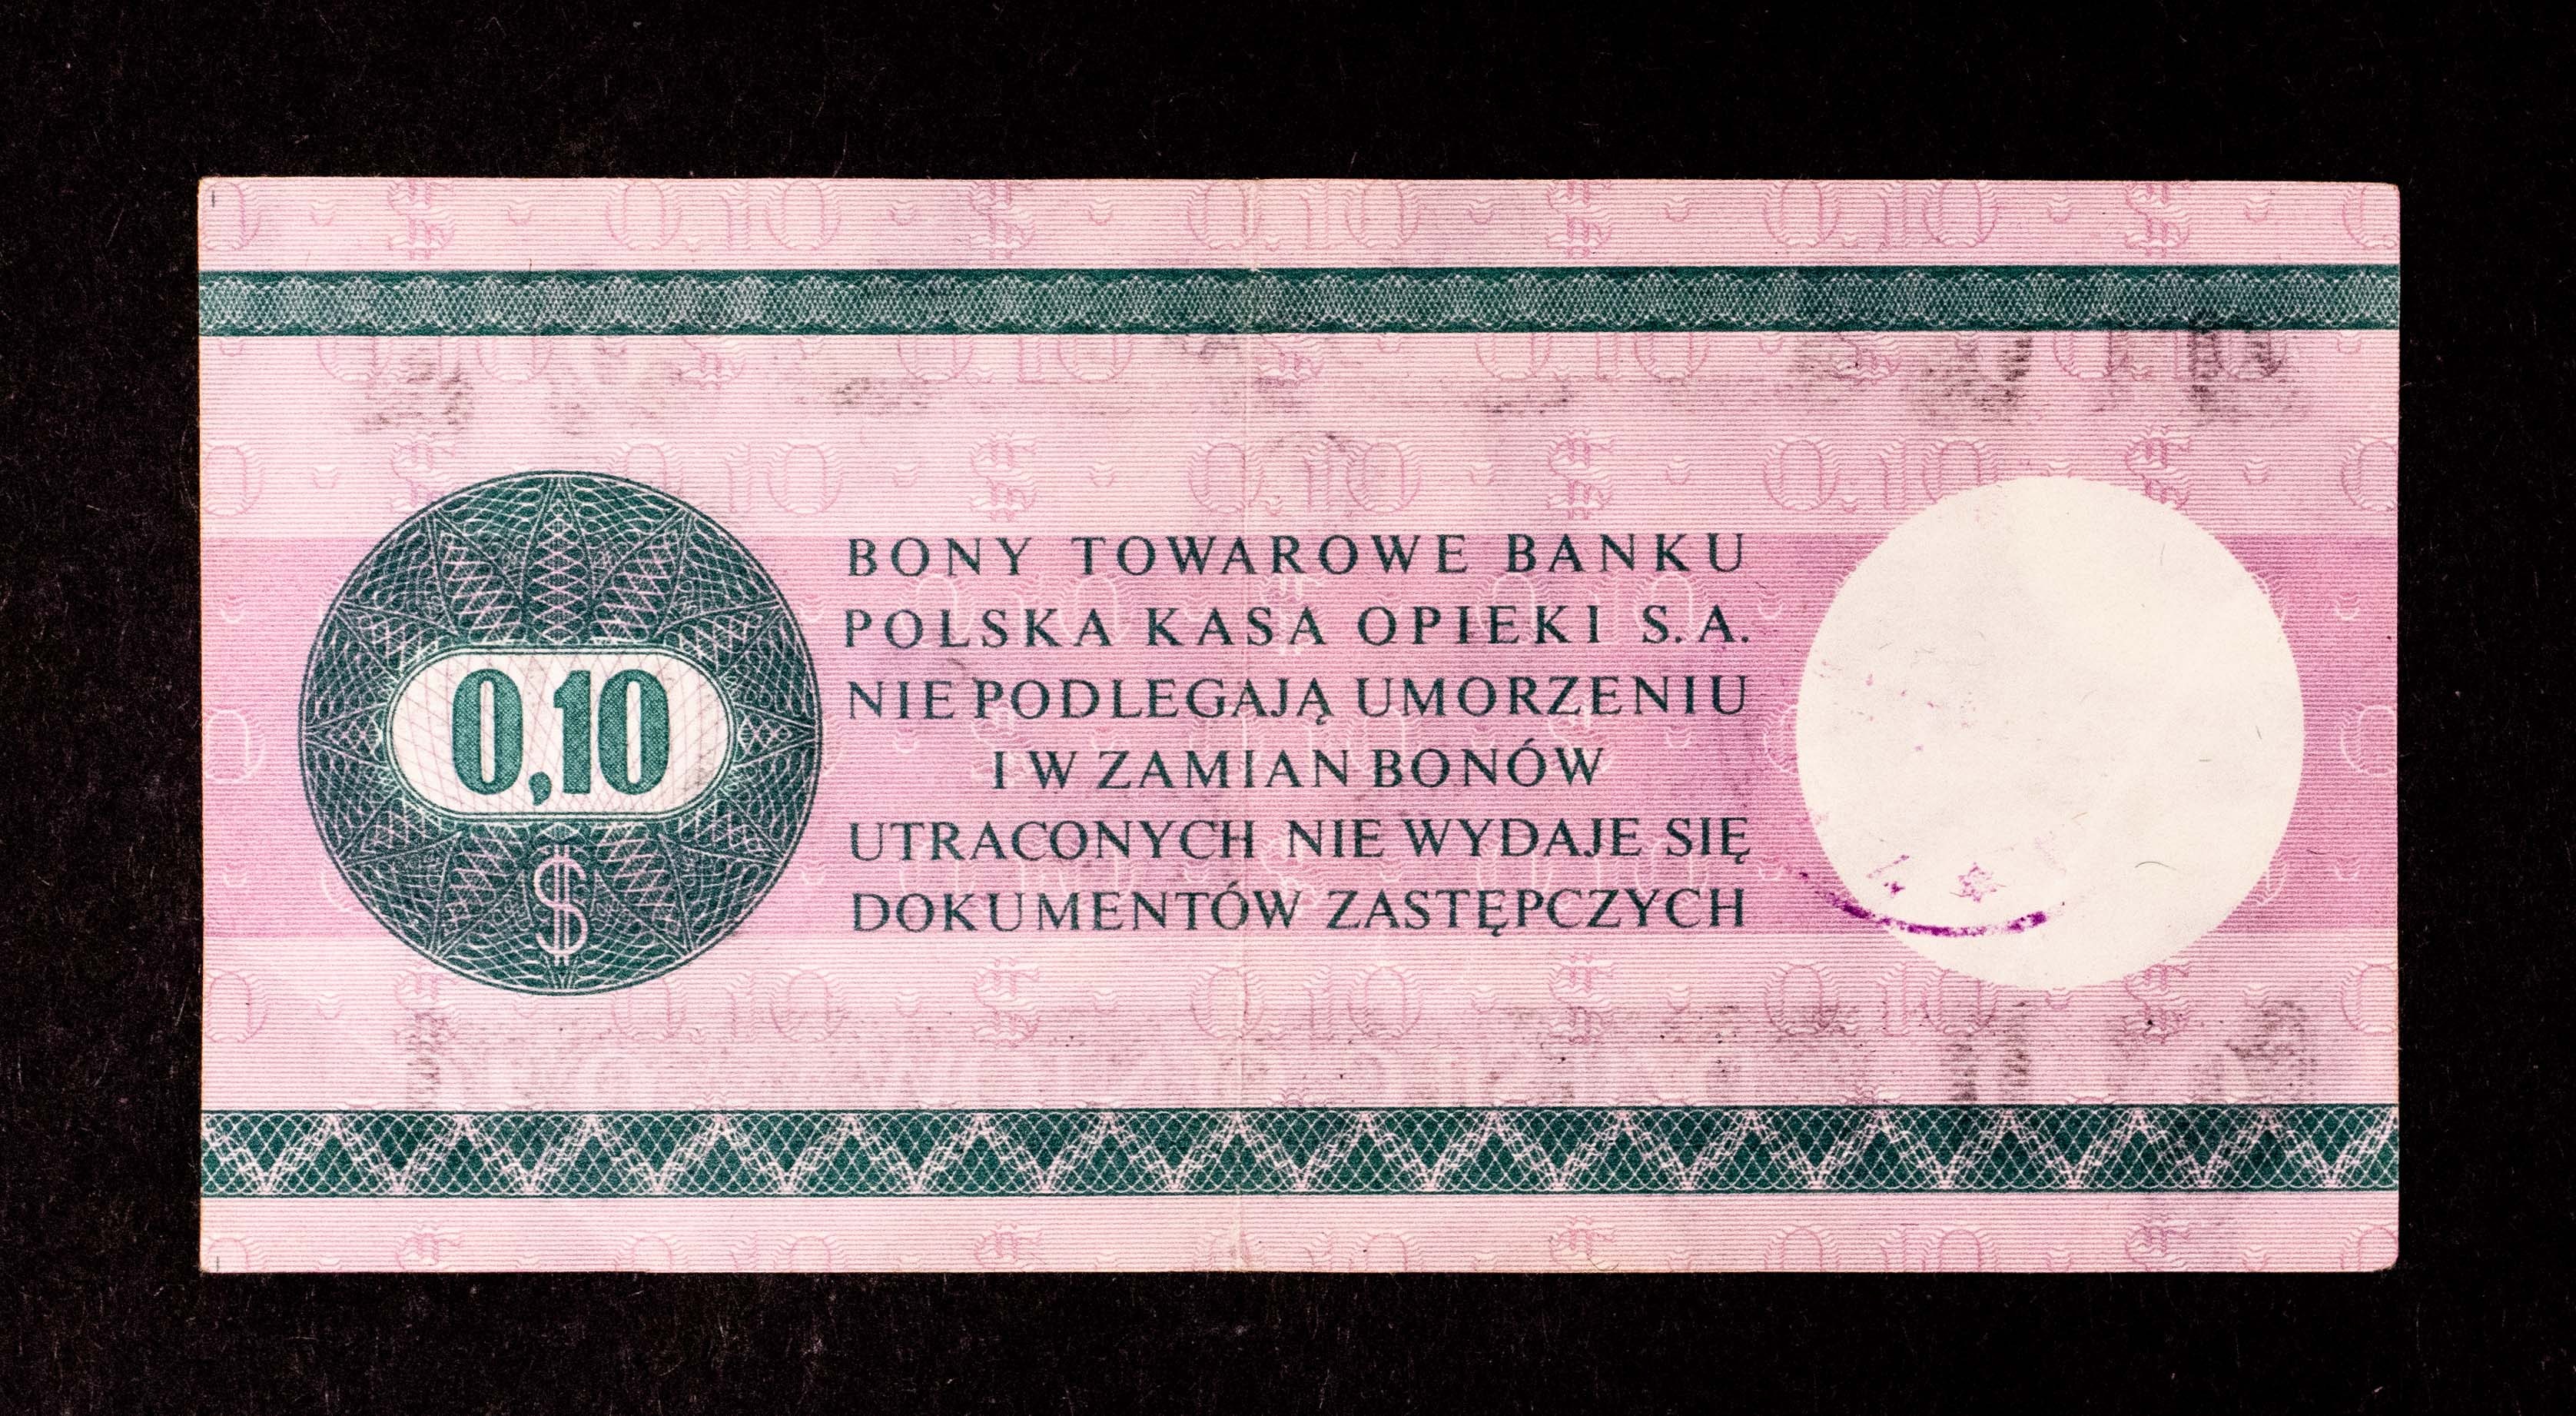 BONY TOWAROWE BANKU
POLSKA KASA OPIEKI S.A.
NIE PODLEGAJĄ UMORZENIU
I W ZAMIAN BONÓW
UTRACONYCH NIE WYDAJE SIĘ
DOKUMENTÓW ZASTĘPCZYCH
0,10
$